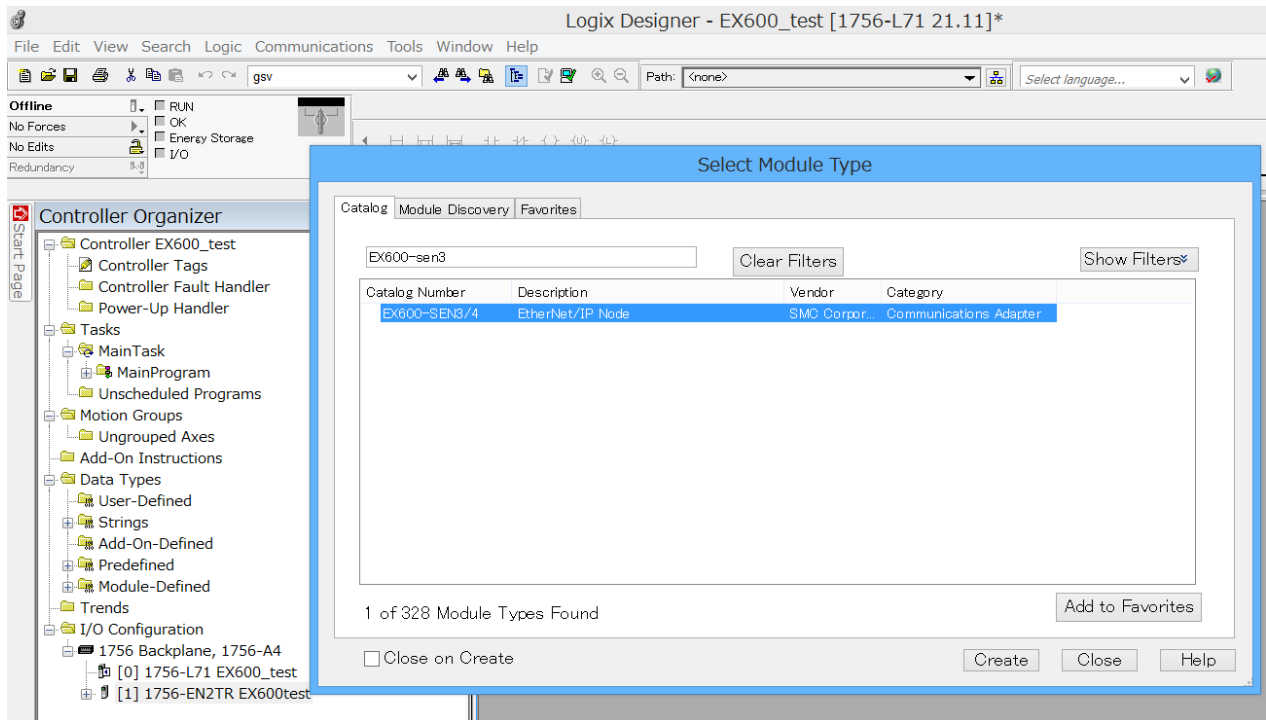 Logix Designer - EX600_test [1756-L71 21.11]*
File Edit View Search Logic Communications Tools Window Help
gsv
Path: <none>
Select language...
Offline
RUN
No Forces
OK
Energy Storage
No Edits
I/O
Redundancy
Start Page
Controller Organizer
Controller EX600_test
Controller Tags
Controller Fault Handler
Power-Up Handler
Tasks
MainTask
MainProgram
Unscheduled Programs
Motion Groups
Ungrouped Axes
Add-On Instructions
Data Types
User-Defined
Strings
Add-On-Defined
Predefined
Module-Defined
Trends
I/O Configuration
1756 Backplane, 1756-A4
[0] 1756-L71 EX600_test
[1] 1756-EN2TR EX600test
Select Module Type
Catalog Module Discovery Favorites
EX600-sen3
Clear Filters
Show Filters
Catalog Number Description Vendor Category
EX600-SEN3/4 EtherNet/IP Node SMC Corpor... Communications Adapter
1 of 328 Module Types Found
Add to Favorites
Close on Create
Create Close Help